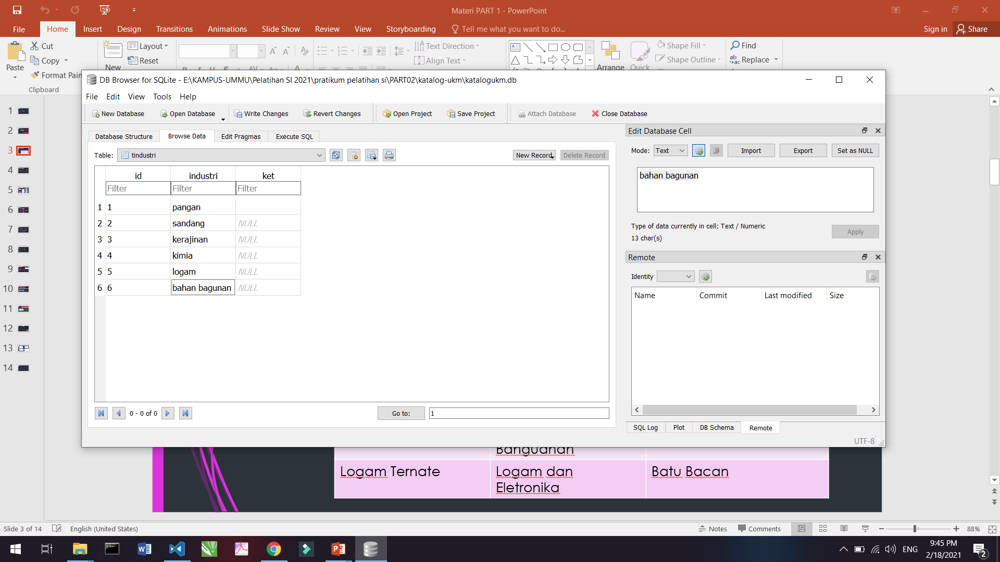 Materi PART 1 - PowerPoint
File Home Insert Design Transitions Animations Slide Show Review View Storyboarding Tell me what you want to do... Sign in Share
Paste
Cut
Copy
Format Pain
Clipboard
New
Layout
Reset
Text Direction
Align Text
Arrange
Quick
Shape Fill
Shape Outline
Find
Replace
DB Browser for SQLite - E:\KAMPUS-UMMU\Pelatihan SI 2021\pratikum pelatihan si\PART02\katalog-ukm\katalogukm.db
File Edit View Tools Help
New Database Open Database Write Changes Revert Changes Open Project Save Project Attach Database Close Database
Database Structure Browse Data Edit Pragmas Execute SQL
Table: tindustri New Record Delete Record
id industri ket
Filter Filter Filter
1 1 pangan
2 2 sandang NULL
3 3 kerajinan NULL
4 4 kimia NULL
5 5 logam NULL
6 6 bahan bagunan NULL
0 - 0 of 0 Go to: 1
Edit Database Cell
Mode: Text Import Export Set as NULL
bahan bagunan
Type of data currently in cell: Text / Numeric
13 char(s)
Apply
Remote
Identity
Name Commit Last modified Size
SQL Log Plot DB Schema Remote
UTF-8
1
2
3
4
5
6
7
8
9
10
11
12
13
14
Banguanan
Logam Ternate
Logam dan
Eletronika
Batu Bacan
Slide 3 of 14 English (United States) Notes Comments 88%
ENG
9:45 PM
2/18/2021
2